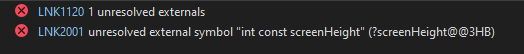 LNK1120 1 unresolved externals
LNK2001 unresolved external symbol "int const screenHeight" (?screenHeight@@3HB)